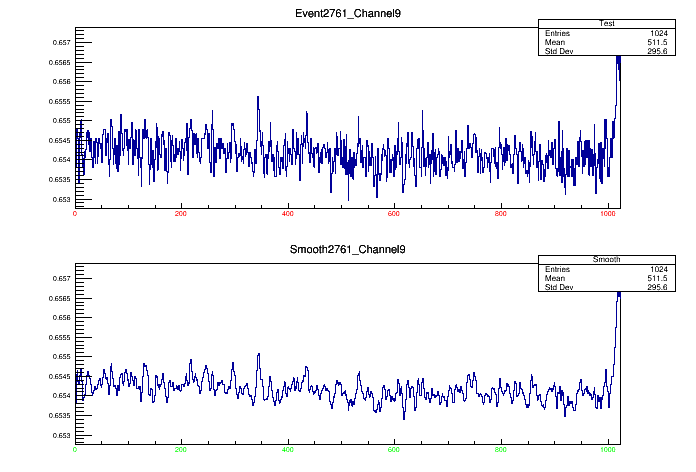 Event2761_Channel9
Test
Entries 1024
Mean 511.5
Std Dev 295.6
0.657
0.6565
0.656
0.6555
0.655
0.6545
0.654
0.6535
0.653
0 200 400 600 800 1000
Smooth2761_Channel9
Smooth
Entries 1024
Mean 511.5
Std Dev 295.6
0.657
0.6565
0.656
0.6555
0.655
0.6545
0.654
0.6535
0.653
0 200 400 600 800 1000